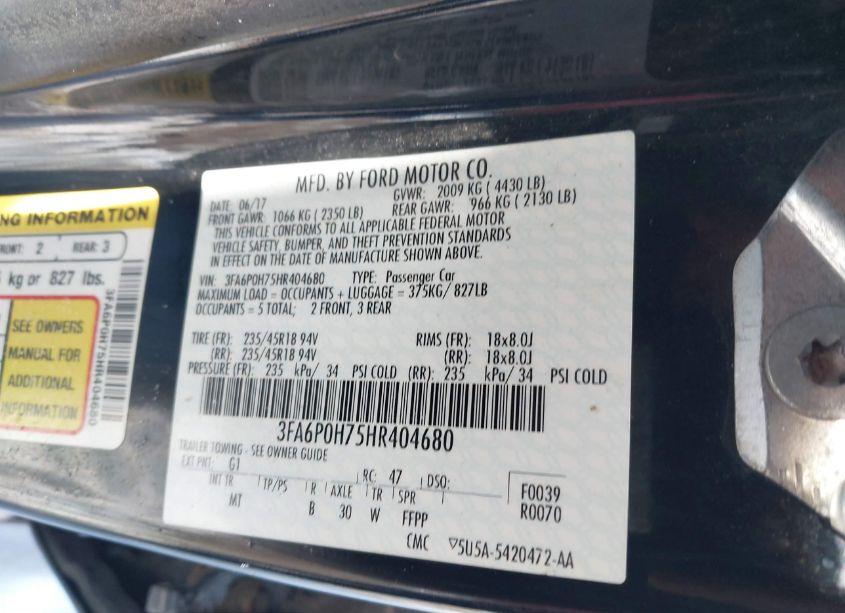 NG INFORMATION
FRONT: 2 REAR: 3
kg or 827 lbs.
SEE OWNERS
MANUAL FOR
ADDITIONAL
INFORMATION
3FA6P0H75HR404680
MFD. BY FORD MOTOR CO.
DATE: 06/17 GVWR: 2009 KG ( 4430 LB)
FRONT GAWR: 1066 KG ( 2350 LB) REAR GAWR: 966 KG ( 2130 LB)
THIS VEHICLE CONFORMS TO ALL APPLICABLE FEDERAL MOTOR
VEHICLE SAFETY, BUMPER, AND THEFT PREVENTION STANDARDS
IN EFFECT ON THE DATE OF MANUFACTURE SHOWN ABOVE.
VIN: 3FA6P0H75HR404680 TYPE: Passenger Car
MAXIMUM LOAD = OCCUPANTS + LUGGAGE = 375KG/ 827LB
OCCUPANTS = 5 TOTAL; 2 FRONT, 3 REAR
TIRE (FR): 235/45R18 94V RIMS (FR): 18x8.0J
(RR): 235/45R18 94V (RR): 18x8.0J
PRESSURE (FR): 235 kPa/ 34 PSI COLD (RR): 235 kPa/ 34 PSI COLD
3FA6P0H75HR404680
TRAILER TOWING - SEE OWNER GUIDE
EXT PNT: G1 RC: 47 DSO:
INT TR TP/PS R AXLE TR SPR F0039
MT B 30 W FFPP R0070
CMC ▽5U5A-5420472-AA